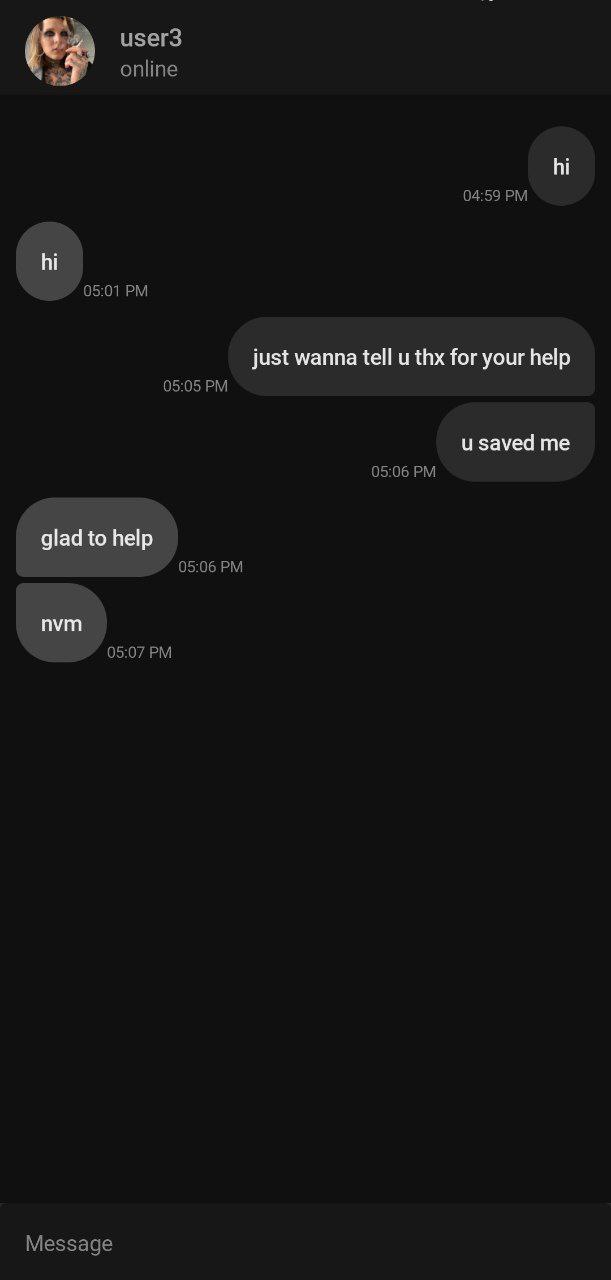 user3
online
hi
04:59 PM
hi
05:01 PM
just wanna tell u thx for your help
05:05 PM
u saved me
05:06 PM
glad to help
05:06 PM
nvm
05:07 PM
Message